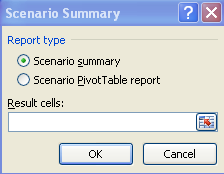 Scenario Summary
Report type
Scenario summary
Scenario PivotTable report
Result cells:
OK Cancel